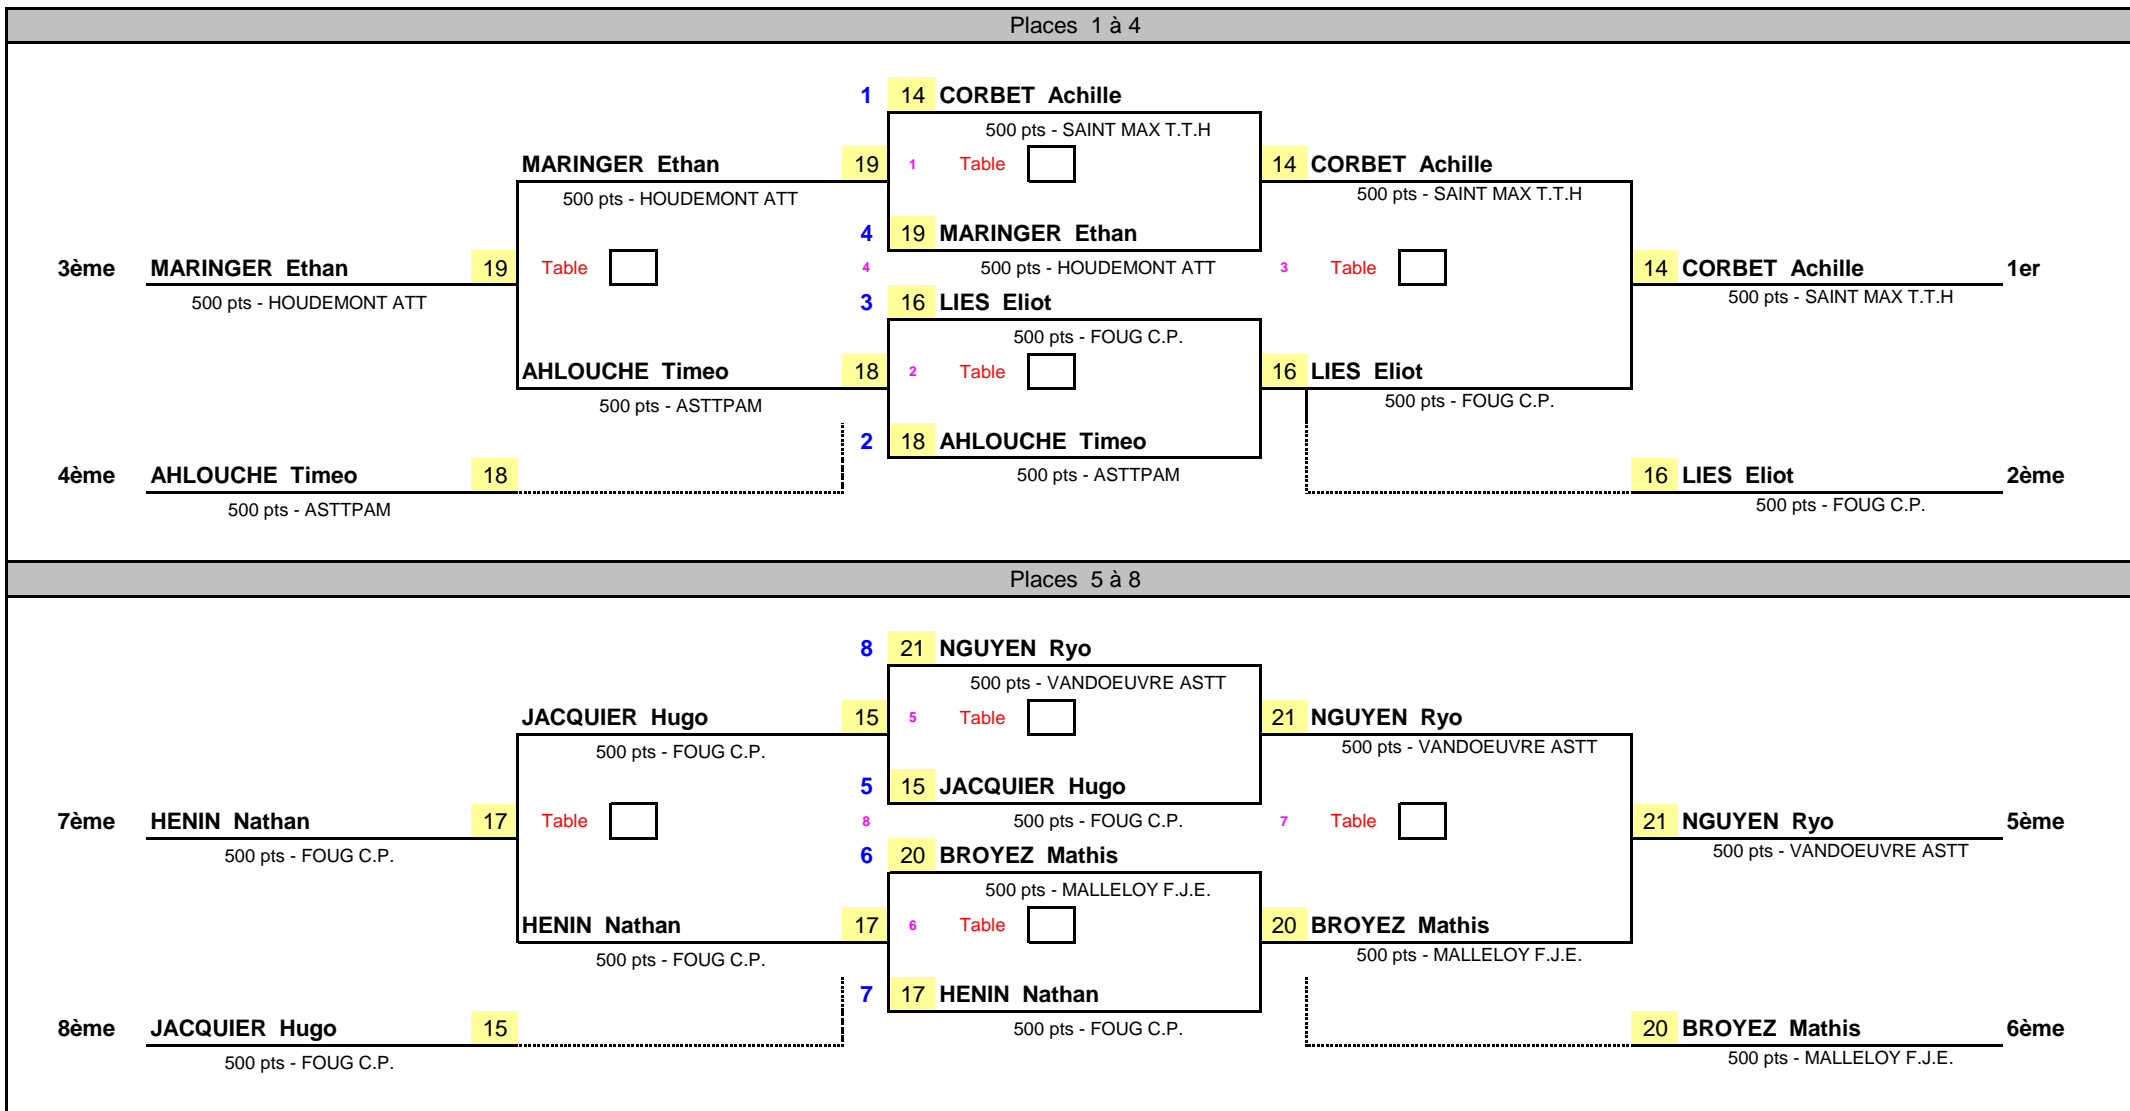 Places 1 à 4
1 14 CORBET Achille
500 pts - SAINT MAX T.T.H
MARINGER Ethan 19 1 Table 14 CORBET Achille
500 pts - HOUDEMONT ATT 500 pts - SAINT MAX T.T.H
4 19 MARINGER Ethan
3ème MARINGER Ethan 19 Table 4 500 pts - HOUDEMONT ATT 3 Table 14 CORBET Achille 1er
500 pts - HOUDEMONT ATT 3 16 LIES Eliot 500 pts - SAINT MAX T.T.H
500 pts - FOUG C.P.
AHLOUCHE Timeo 18 2 Table 16 LIES Eliot
500 pts - ASTTPAM 500 pts - FOUG C.P.
2 18 AHLOUCHE Timeo
4ème AHLOUCHE Timeo 18 500 pts - ASTTPAM 16 LIES Eliot 2ème
500 pts - ASTTPAM 500 pts - FOUG C.P.
Places 5 à 8
8 21 NGUYEN Ryo
500 pts - VANDOEUVRE ASTT
JACQUIER Hugo 15 5 Table 21 NGUYEN Ryo
500 pts - FOUG C.P. 500 pts - VANDOEUVRE ASTT
5 15 JACQUIER Hugo
7ème HENIN Nathan 17 Table 8 500 pts - FOUG C.P. 7 Table 21 NGUYEN Ryo 5ème
500 pts - FOUG C.P. 6 20 BROYEZ Mathis 500 pts - VANDOEUVRE ASTT
500 pts - MALLELOY F.J.E.
HENIN Nathan 17 6 Table 20 BROYEZ Mathis
500 pts - FOUG C.P. 500 pts - MALLELOY F.J.E.
7 17 HENIN Nathan
8ème JACQUIER Hugo 15 500 pts - FOUG C.P. 20 BROYEZ Mathis 6ème
500 pts - FOUG C.P. 500 pts - MALLELOY F.J.E.